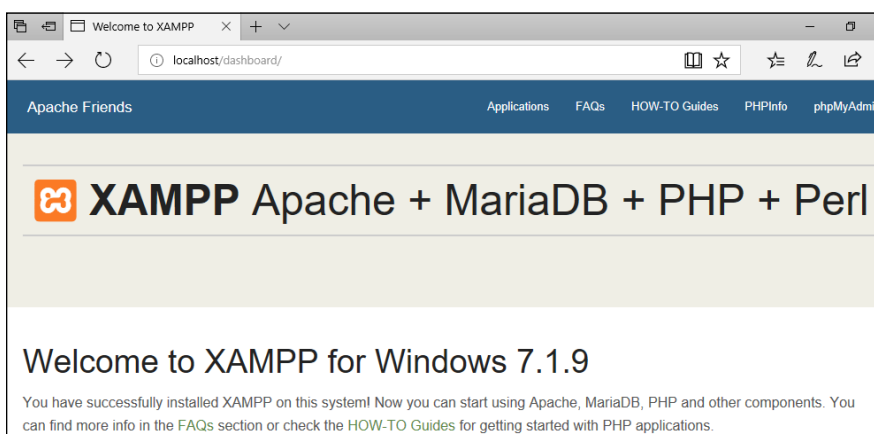 Welcome to XAMPP
localhost/dashboard/
Apache Friends Applications FAQs HOW-TO Guides PHPInfo phpMyAdmi
XAMPP Apache + MariaDB + PHP + Perl
Welcome to XAMPP for Windows 7.1.9
You have successfully installed XAMPP on this system! Now you can start using Apache, MariaDB, PHP and other components. You
can find more info in the FAQs section or check the HOW-TO Guides for getting started with PHP applications.